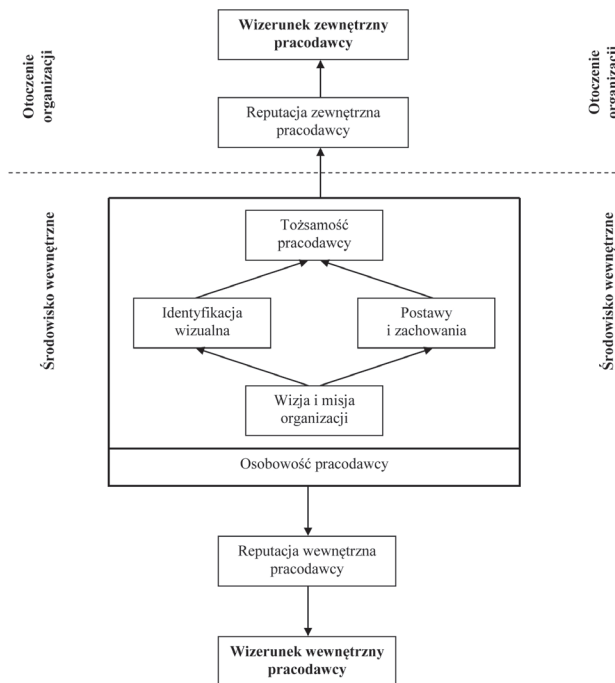 Wizerunek zewnętrzny
pracodawcy
Otoczenie
organizacji
Otoczenie
organizacji
Reputacja zewnętrzna
pracodawcy
Środowisko wewnętrzne
Środowisko wewnętrzne
Tożsamość
pracodawcy
Identyfikacja
wizualna
Postawy
i zachowania
Wizja i misja
organizacji
Osobowość pracodawcy
Reputacja wewnętrzna
pracodawcy
Wizerunek wewnętrzny
pracodawcy